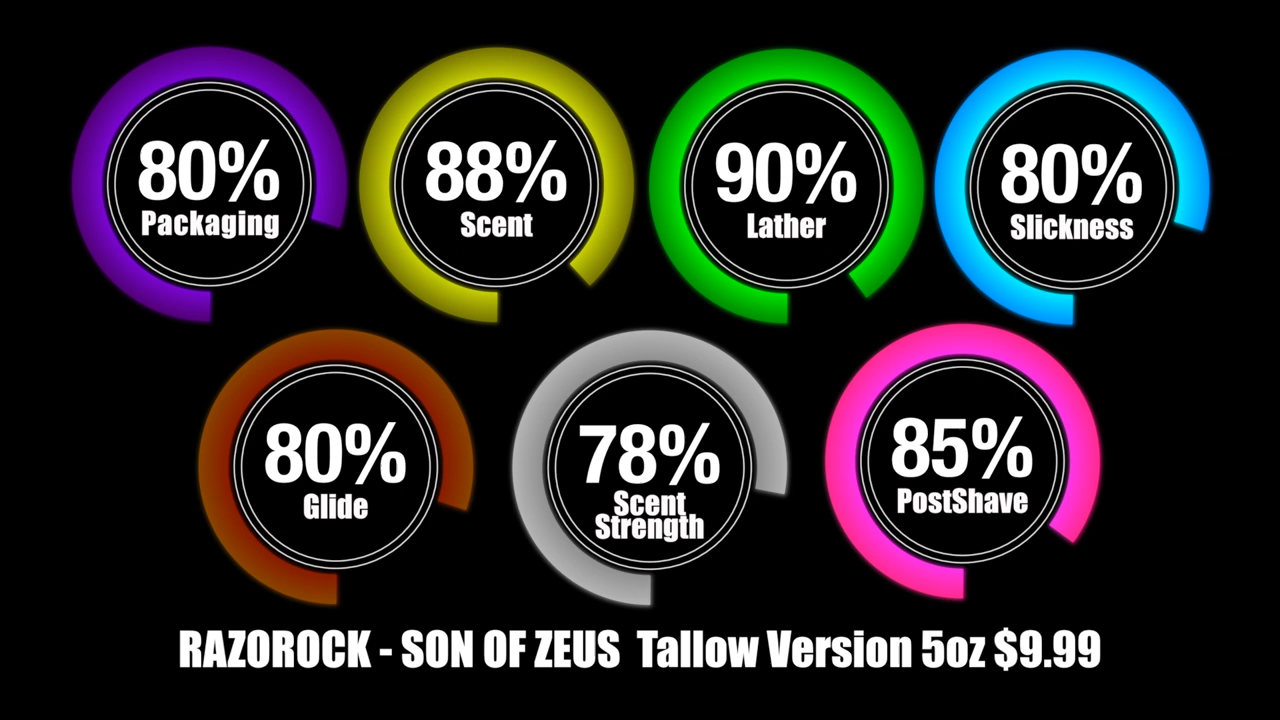 80%
Packaging
88%
Scent
90%
Lather
80%
Slickness
80%
Glide
78%
Scent
Strength
85%
PostShave
RAZOROCK - SON OF ZEUS Tallow Version 5oz $9.99